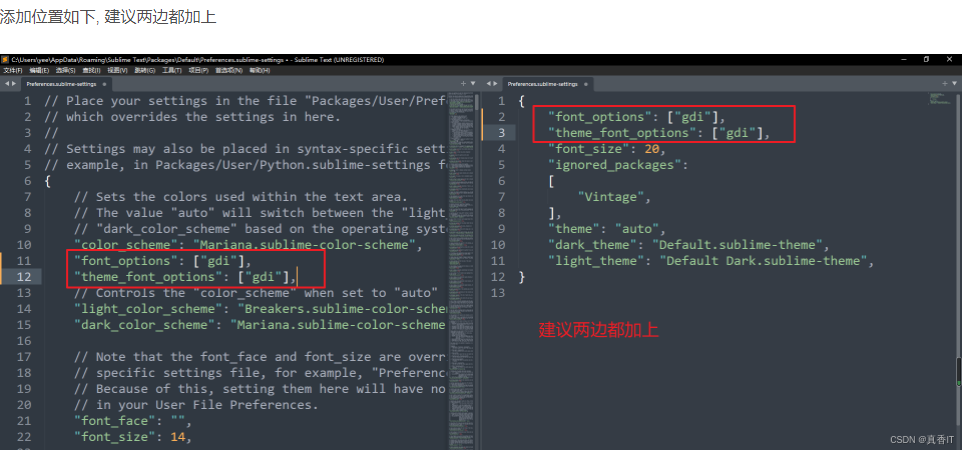 添加位置如下, 建议两边都加上
C:\Users\yee\AppData\Roaming\Sublime Text\Packages\Default\Preferences.sublime-settings • - Sublime Text (UNREGISTERED)
文件(F) 编辑(E) 选择(S) 查找(I) 视图(V) 跳转(G) 工具(T) 项目(P) 首选项(N) 帮助(H)
Preferences.sublime-settings
1 // Place your settings in the file "Packages/User/Pref
2 // which overrides the settings in here.
3 //
4 // Settings may also be placed in syntax-specific sett
5 // example, in Packages/User/Python.sublime-settings f
6 {
7 // Sets the colors used within the text area.
8 // The value "auto" will switch between the "light_
9 // "dark_color_scheme" based on the operating syste
10 "color_scheme": "Mariana.sublime-color-scheme",
11 "font_options": ["gdi"],
12 "theme_font_options": ["gdi"],
13 // Controls the "color_scheme" when set to "auto"
14 "light_color_scheme": "Breakers.sublime-color-sche
15 "dark_color_scheme": "Mariana.sublime-color-scheme
16
17 // Note that the font_face and font_size are overr
18 // specific settings file, for example, "Preferenc
19 // Because of this, setting them here will have no
20 // in your User File Preferences.
21 "font_face": "",
22 "font_size": 14,
Preferences.sublime-settings
1 {
2 "font_options": ["gdi"],
3 "theme_font_options": ["gdi"],
4 "font_size": 20,
5 "ignored_packages":
6 [
7 "Vintage",
8 ],
9 "theme": "auto",
10 "dark_theme": "Default.sublime-theme",
11 "light_theme": "Default Dark.sublime-theme",
12 }
13
建议两边都加上
CSDN @真香IT